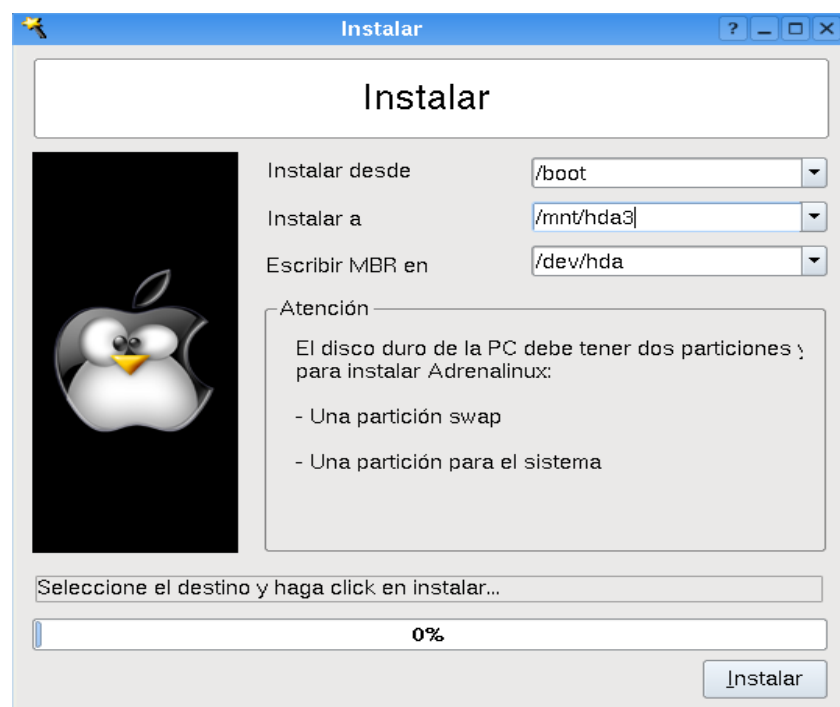 Instalar
Instalar
Instalar desde /boot
Instalar a /mnt/hda3
Escribir MBR en /dev/hda
Atención
El disco duro de la PC debe tener dos particiones
para instalar Adrenalinux:
- Una partición swap
- Una partición para el sistema
Seleccione el destino y haga click en instalar...
0%
Instalar